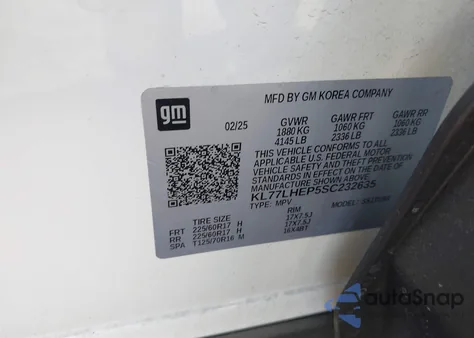 gm
MFD BY GM KOREA COMPANY
02/25 GVWR GAWR FRT GAWR RR
1880 KG 1060 KG 1060 KG
4145 LB 2336 LB 2336 LB
THIS VEHICLE CONFORMS TO ALL
APPLICABLE U.S. FEDERAL MOTOR
VEHICLE SAFETY, BUMPER, AND THEFT
PREVENTION STANDARDS IN EFFECT ON
THE DATE OF MANUFACTURE SHOWN ABOVE.
KL77LHEP5SC232635
TYPE: MPV
TIRE SIZE RIM
FRT 225/60R17 H 17X7.5J
RR 225/60R17 H 17X7.5J
SPA T125/70R16 M 16X4BT
autoSnap